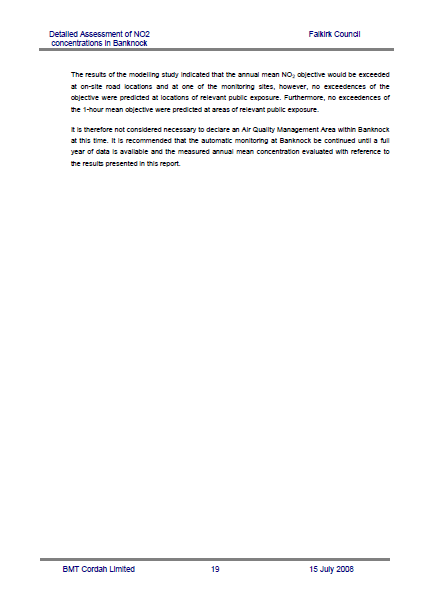 Detailed Assessment of NO2 Falkirk Council
concentrations in Banknock
The results of the modelling study indicated that the annual mean NO2 objective would be exceeded
at on-site road locations and at one of the monitoring sites, however, no exceedences of the
objective were predicted at locations of relevant public exposure. Furthermore, no exceedences of
the 1-hour mean objective were predicted at areas of relevant public exposure.
It is therefore not considered necessary to declare an Air Quality Management Area within Banknock
at this time. It is recommended that the automatic monitoring at Banknock be continued until a full
year of data is available and the measured annual mean concentration evaluated with reference to
the results presented in this report.
BMT Cordah Limited 19 15 July 2008